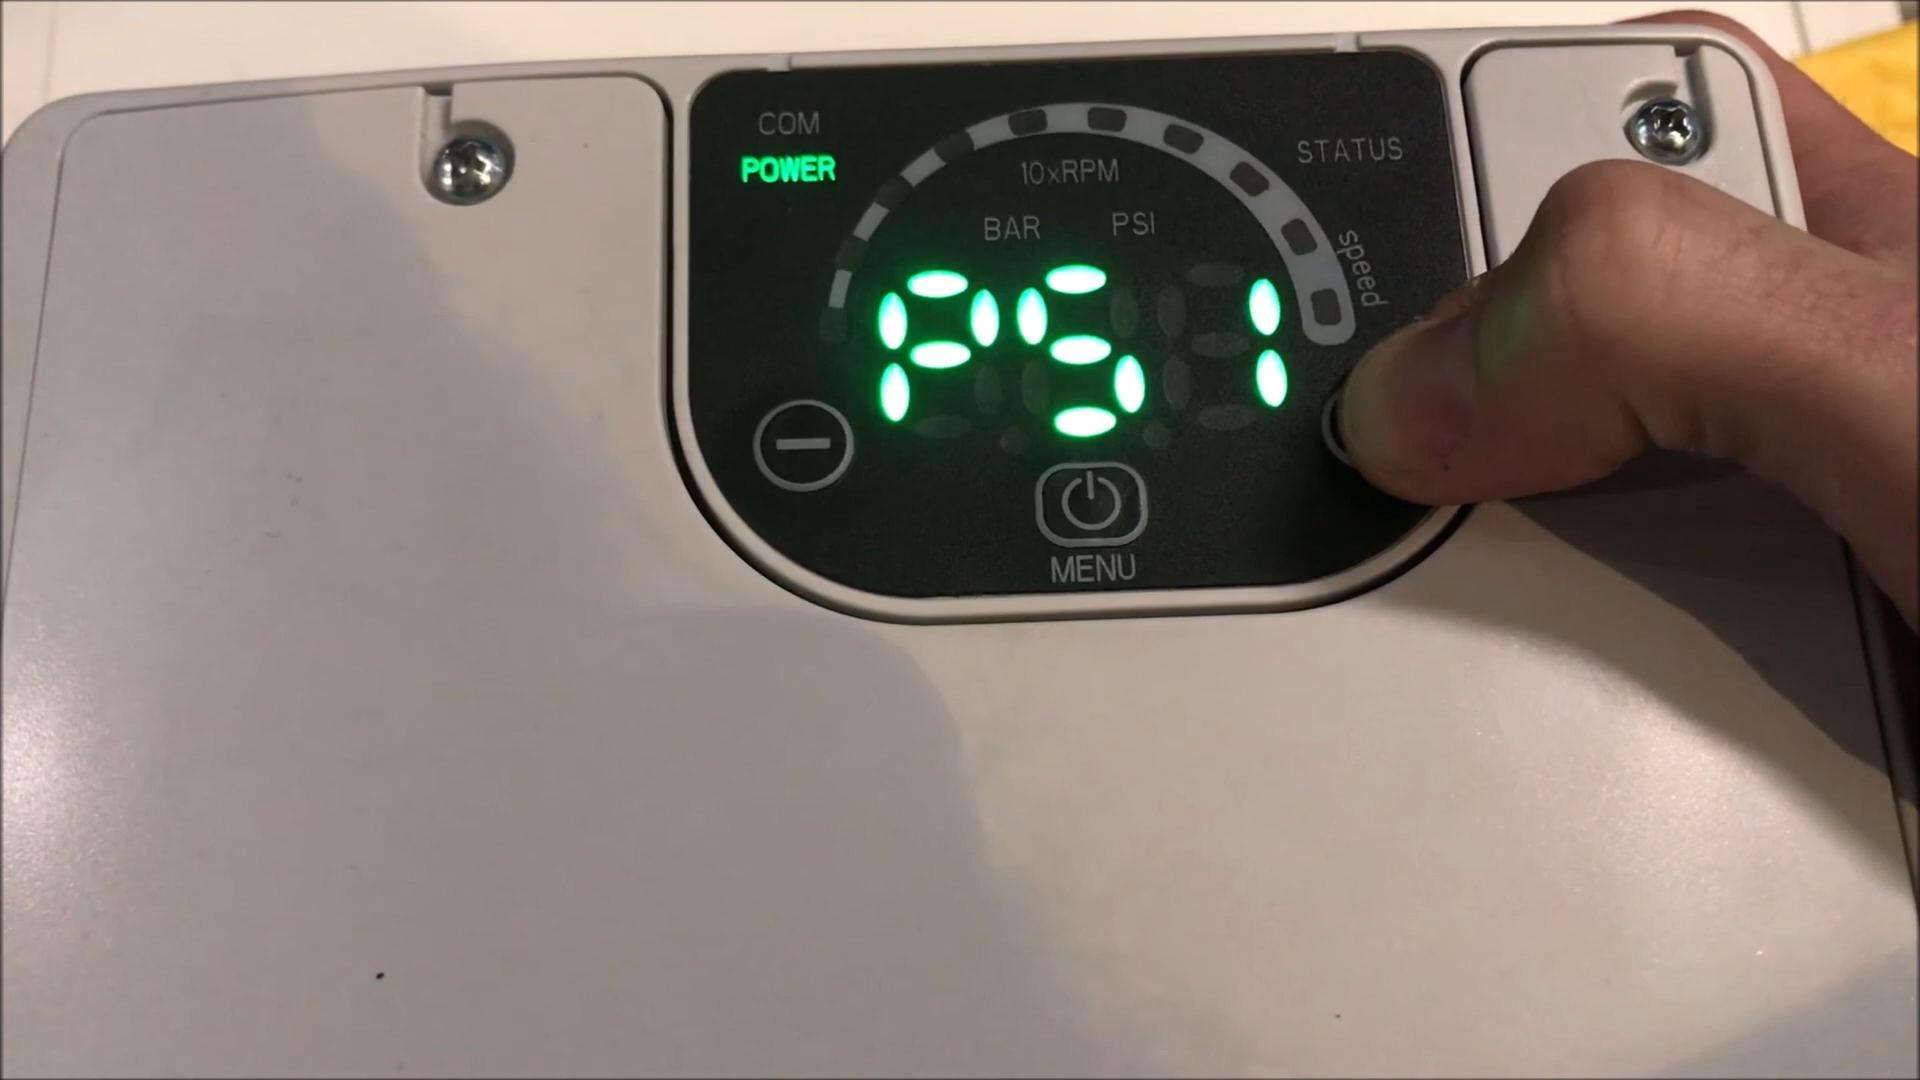 COM
POWER
10xRPM
STATUS
BAR PSI
speed
PS1
MENU